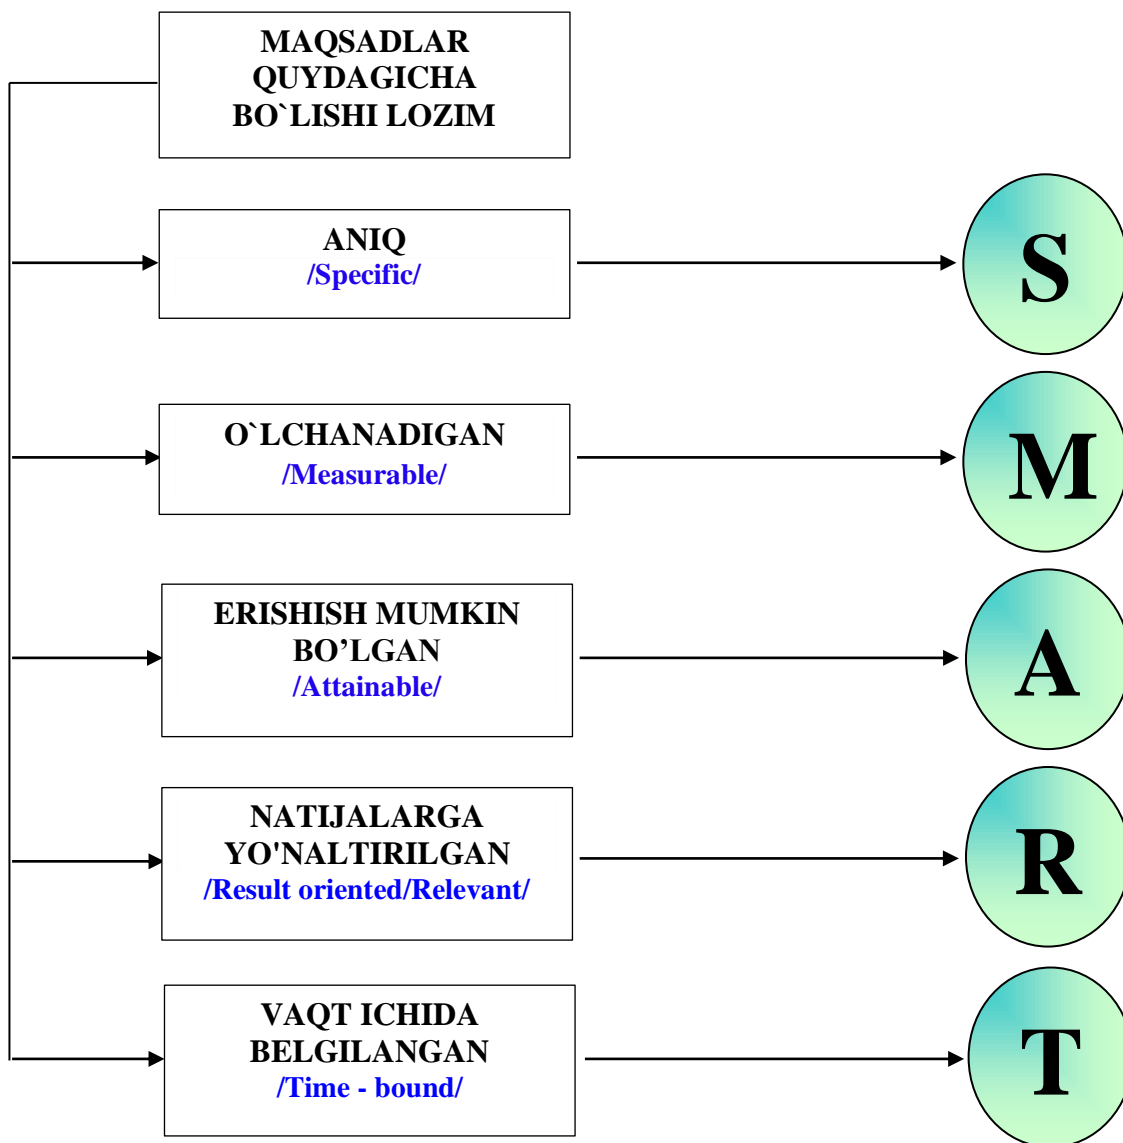 MAQSADLAR
QUYDAGICHA
BO`LISHI LOZIM
ANIQ
/Specific/
S
O`LCHANADIGAN
/Measurable/
M
ERISHISH MUMKIN
BO’LGAN
/Attainable/
A
NATIJALARGA
YO'NALTIRILGAN
/Result oriented/Relevant/
R
VAQT ICHIDA
BELGILANGAN
/Time - bound/
T